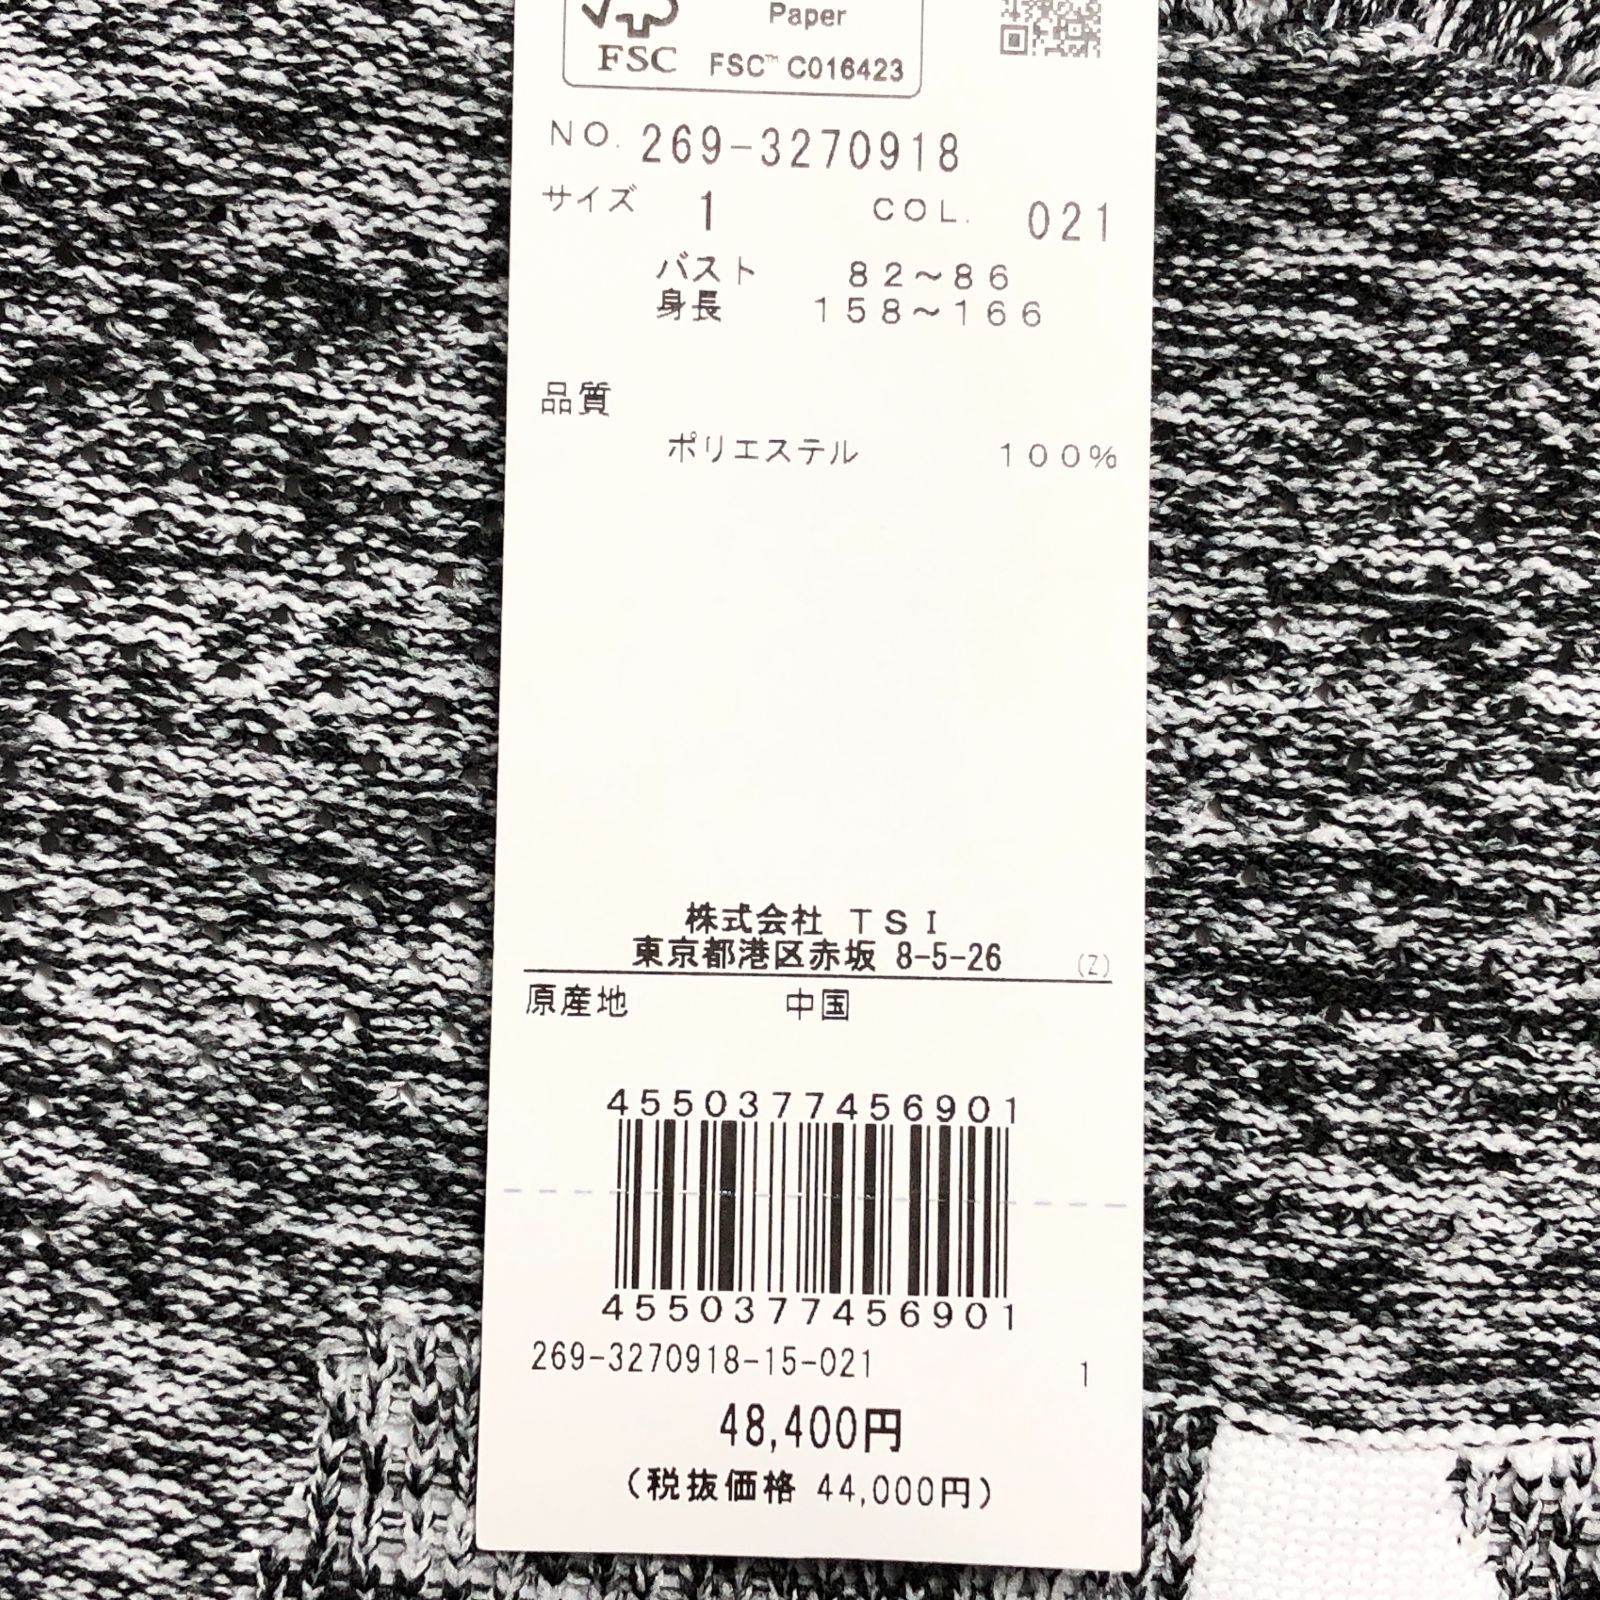 Paper
FSC FSC™ C016423
NO. 269-3270918
サイズ 1 COL. 021
バスト 82～86
身長 158～166
品質
ポリエステル 100%
株式会社 TSI
東京都港区赤坂 8-5-26 (Z)
原産地 中国
4550377456901
4550377456901
269-3270918-15-021 1
48,400円
(税抜価格 44,000円)